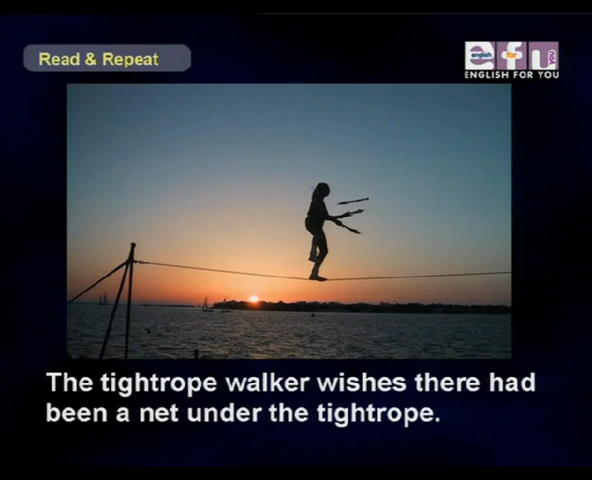 Read & Repeat
english for you
efu
ENGLISH FOR YOU
The tightrope walker wishes there had
been a net under the tightrope.